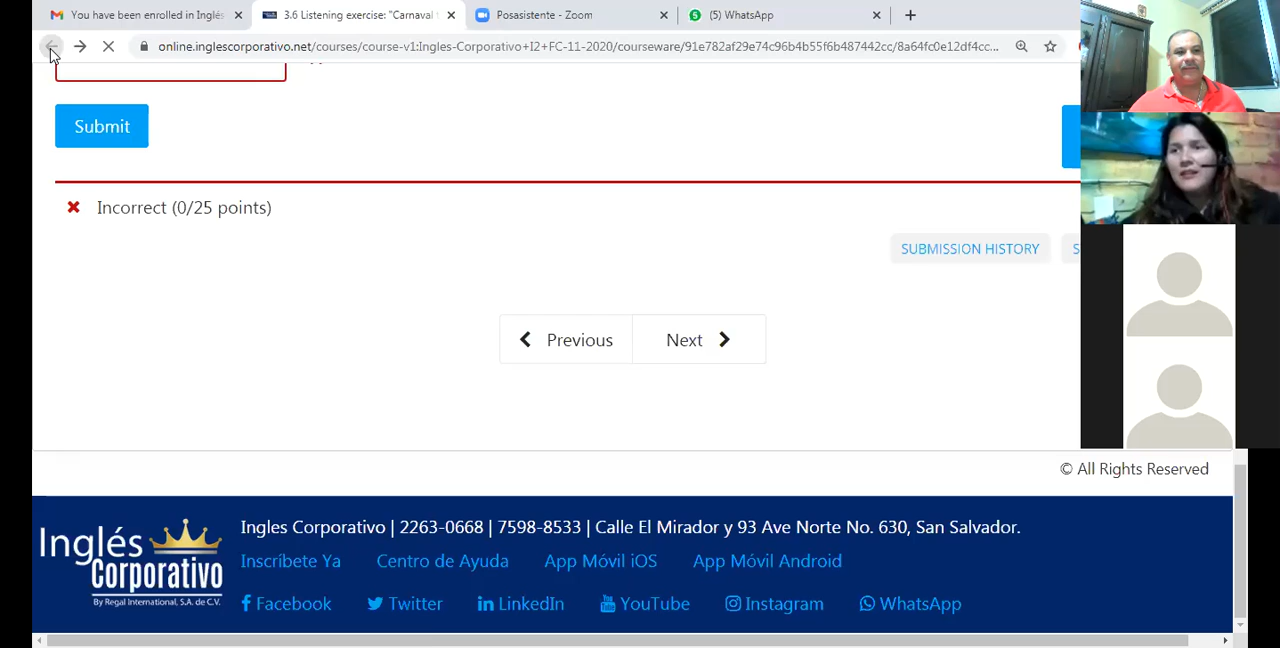 You have been enrolled in Inglés
3.6 Listening exercise: "Carnaval
Posasistente - Zoom
(5) WhatsApp
online.inglescorporativo.net/courses/course-v1:Ingles-Corporativo+I2+FC-11-2020/courseware/91e782af29e74c96b4b55f6b487442cc/8a64fc0e12df4cc...
Submit
Incorrect (0/25 points)
SUBMISSION HISTORY
S
Previous
Next
© All Rights Reserved
Inglés
Corporativo
By Regal International, S.A. de C.V.
Ingles Corporativo | 2263-0668 | 7598-8533 | Calle El Mirador y 93 Ave Norte No. 630, San Salvador.
Inscríbete Ya
Centro de Ayuda
App Móvil iOS
App Móvil Android
Facebook
Twitter
LinkedIn
YouTube
Instagram
WhatsApp